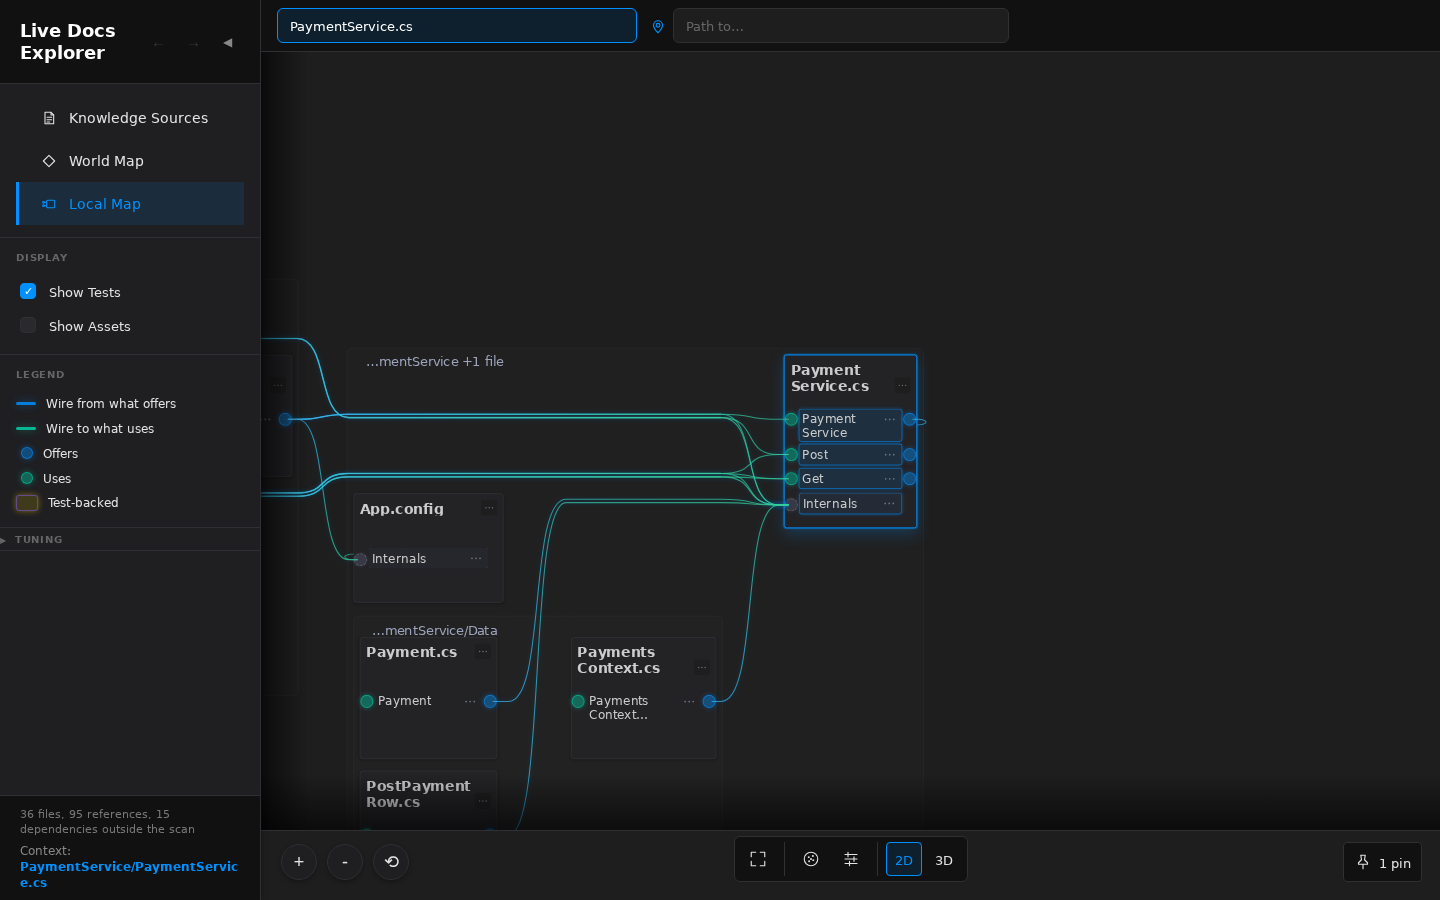 Live Docs
Explorer
← → ◀
PaymentService.cs
Path to...
Knowledge Sources
World Map
Local Map
DISPLAY
✓ Show Tests
Show Assets
LEGEND
Wire from what offers
Wire to what uses
Offers
Uses
Test-backed
▶ TUNING
36 files, 95 references, 15
dependencies outside the scan
Context:
PaymentService/PaymentServic
e.cs
...mentService +1 file
Payment
Service.cs
...
Payment
Service
...
Post ...
Get ...
Internals ...
App.config ...
Internals ...
...mentService/Data
Payment.cs ...
Payment ...
Payments
Context.cs
...
Payments
Context...
...
PostPayment
Row.cs
...
+ - ⟲
2D 3D
1 pin